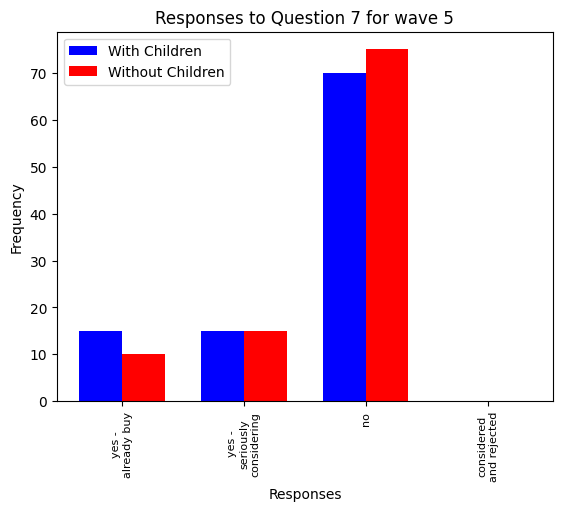 Responses to Question 7 for wave 5
With Children
Without Children
Frequency
70
60
50
40
30
20
10
0
yes -
already buy
yes -
seriously
considering
no
considered
and rejected
Responses